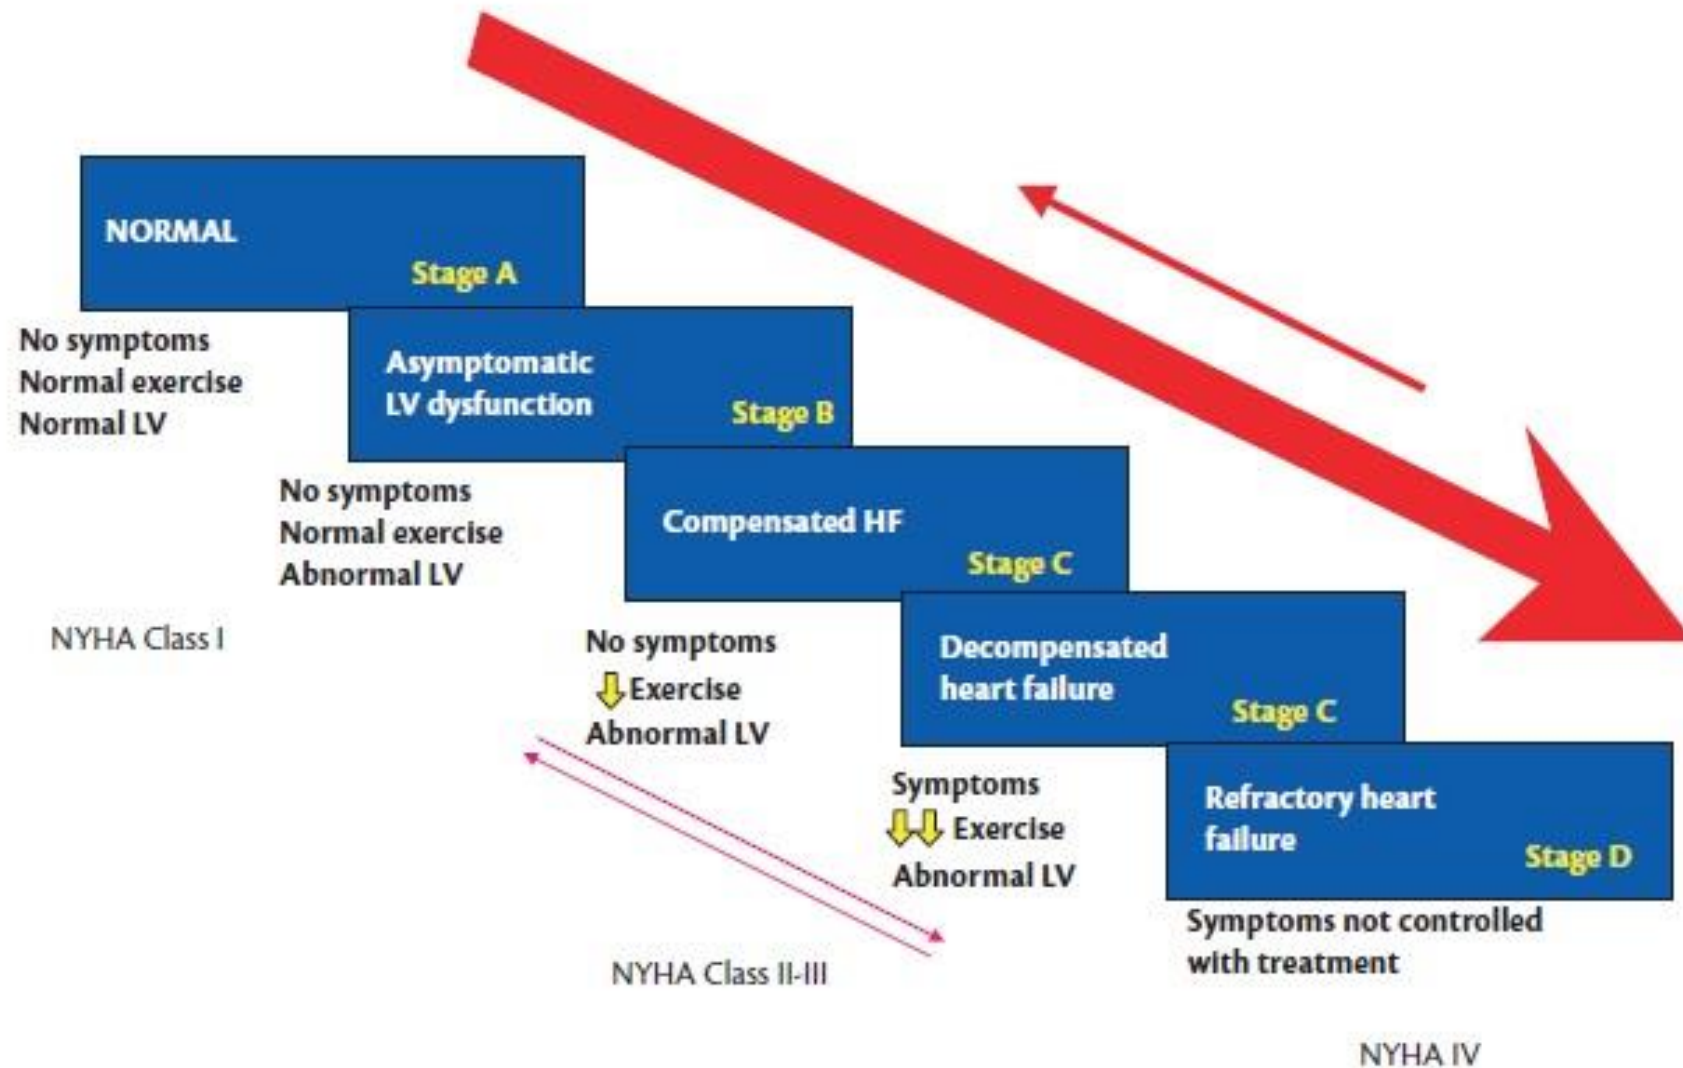 NORMAL
Stage A
No symptoms
Normal exercise
Normal LV
Asymptomatic
LV dysfunction
Stage B
No symptoms
Normal exercise
Abnormal LV
NYHA Class I
Compensated HF
Stage C
No symptoms
Exercise
Abnormal LV
Decompensated
heart failure
Stage C
Symptoms
Exercise
Abnormal LV
NYHA Class II-III
Refractory heart
failure
Stage D
Symptoms not controlled
with treatment
NYHA IV